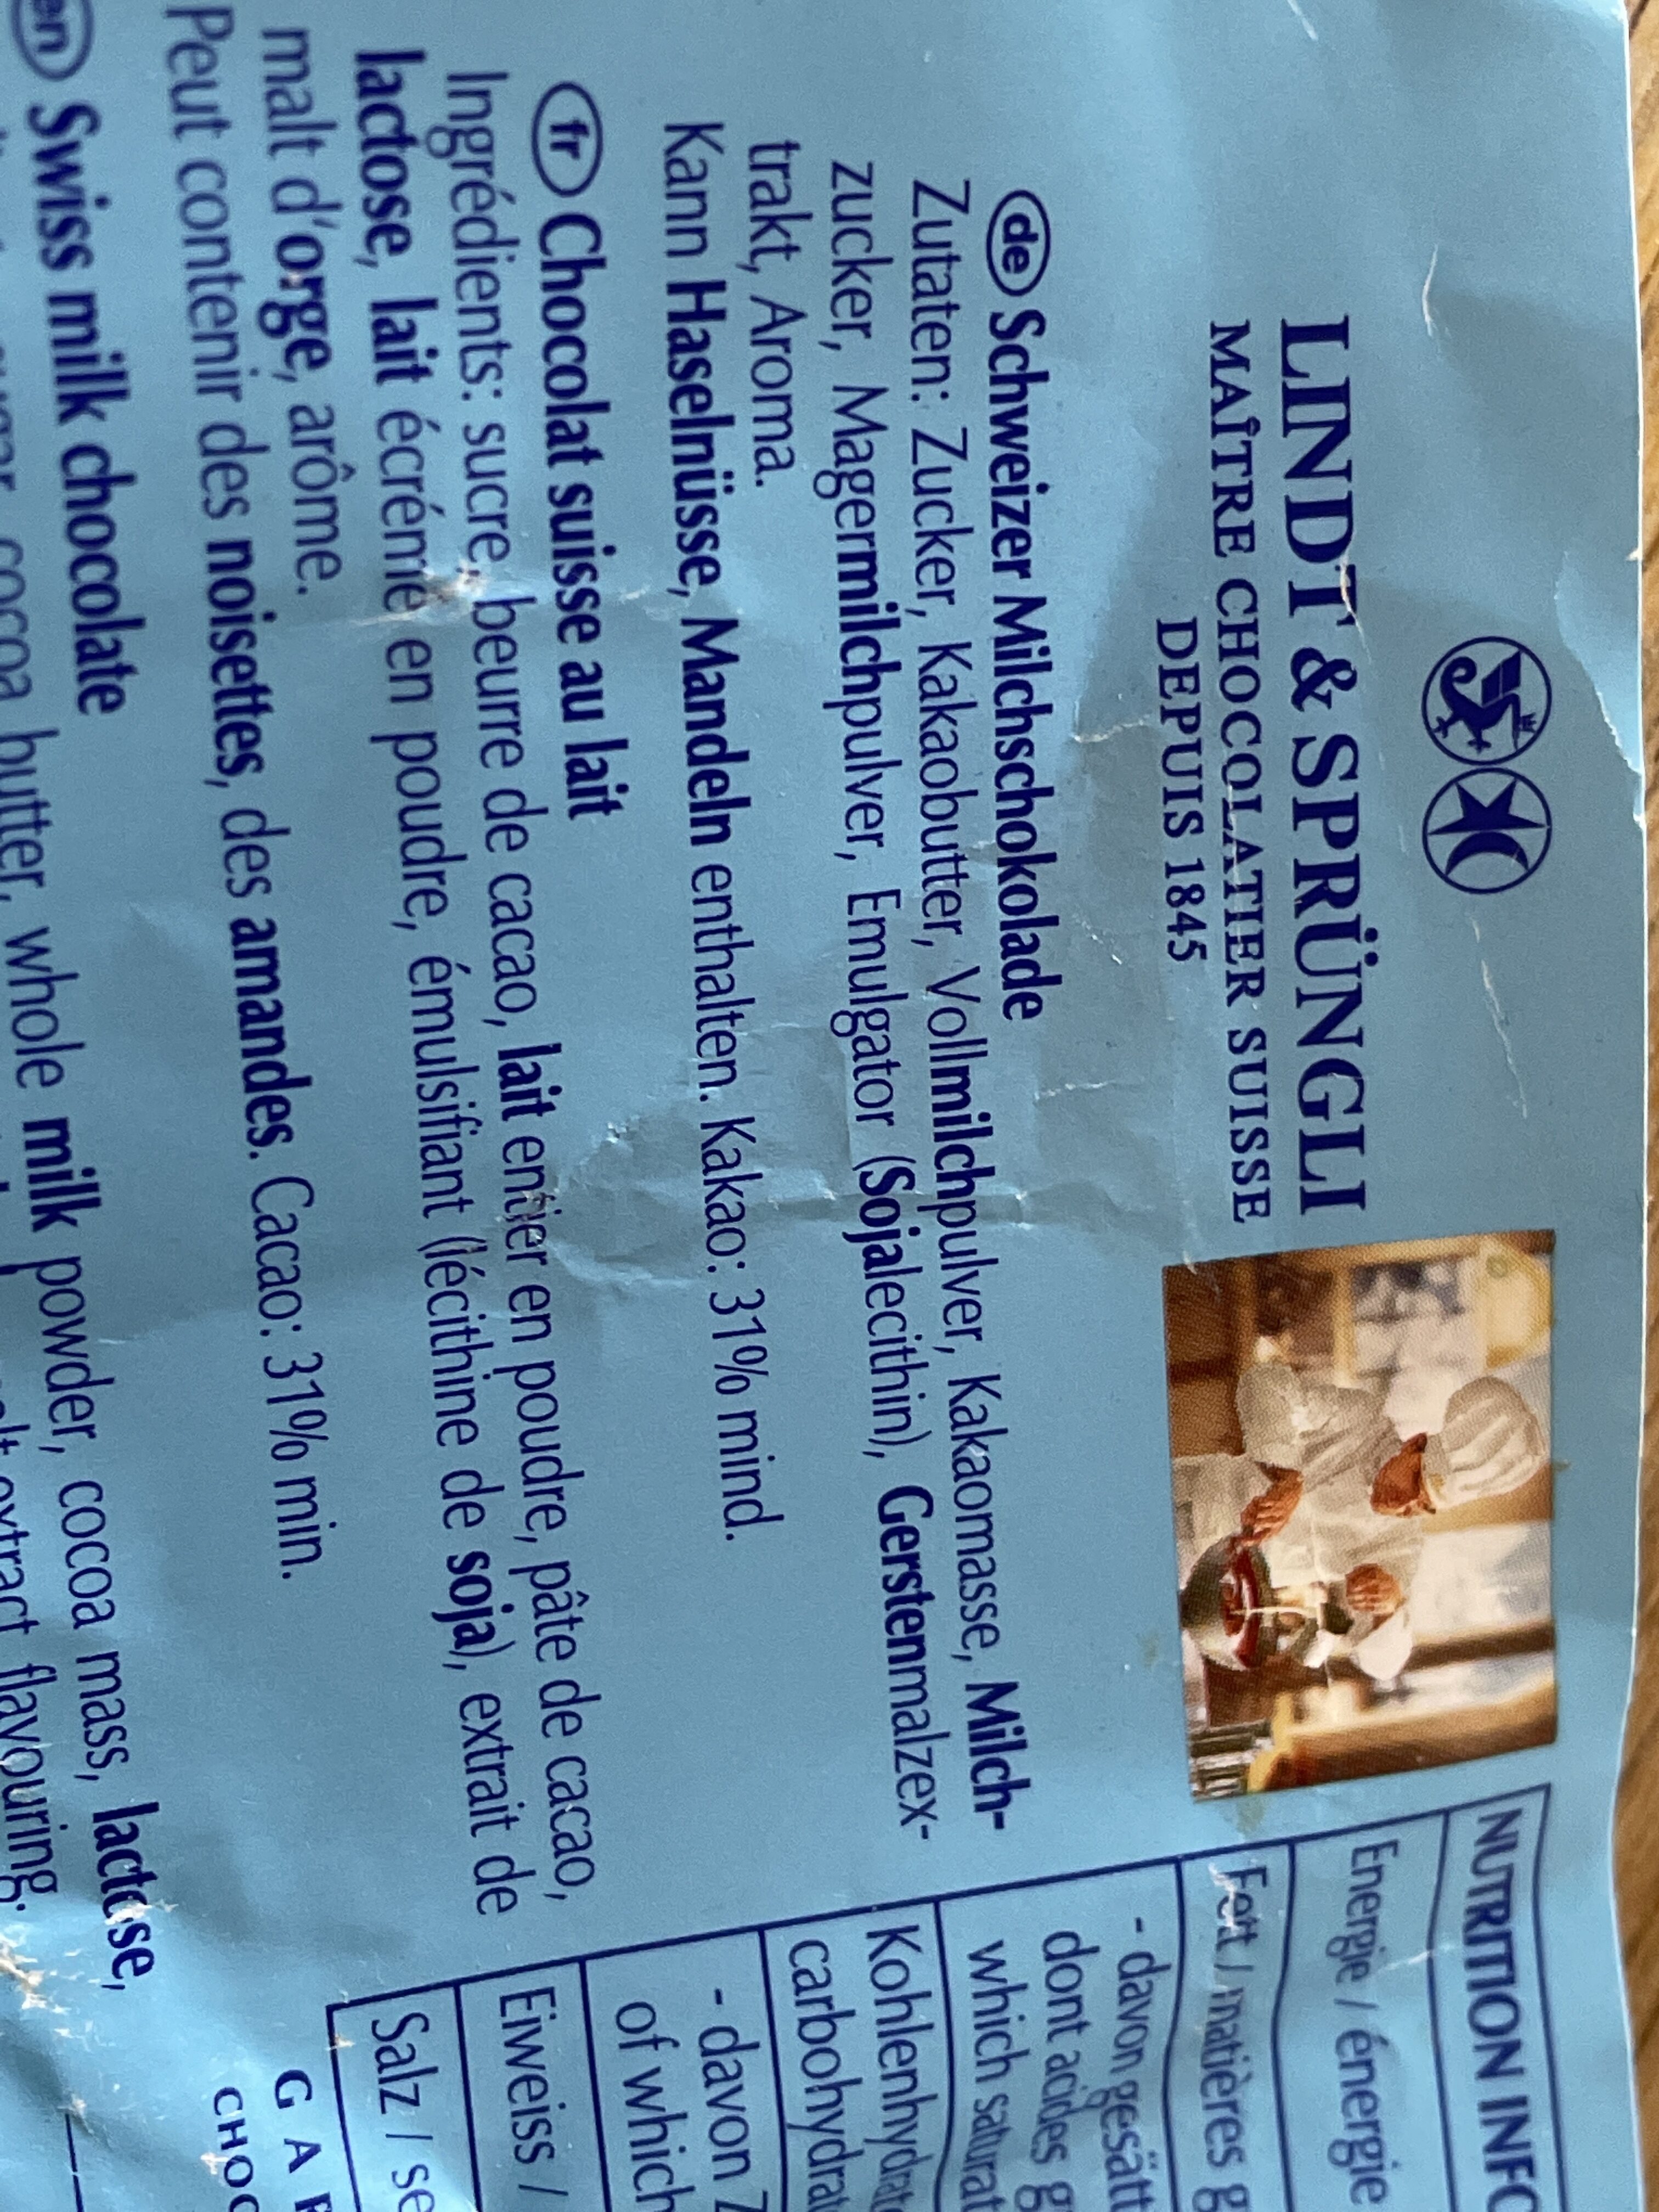 LINDT & SPRÜNGLI
MAÎTRE CHOCOLATIER SUISSE
DEPUIS 1845
de Schweizer Milchschokolade
Zutaten: Zucker, Kakaobutter, Vollmilchpulver, Kakaomasse, Milch-
zucker, Magermilchpulver, Emulgator (Sojalecithin), Gerstenmalzex-
trakt, Aroma.
Kann Haselnüsse, Mandeln enthalten. Kakao: 31% mind.
fr Chocolat suisse au lait
Ingrédients: sucre, beurre de cacao, lait entier en poudre, pâte de cacao,
lactose, lait écrémé en poudre, émulsifiant (lécithine de soja), extrait de
malt d'orge, arôme.
Peut contenir des noisettes, des amandes. Cacao: 31% min.
en Swiss milk chocolate
cocoa butter, whole milk powder, cocoa mass, lactose,
extract, flavouring.
NUTRITION INFO
Energie / énergie
Fett / matières g
- davon gesätt
dont acides g
which saturat
Kohlenhydrat
carbohydrat
- davon Z
of which
Eiweiss /
Salz / se
G A
CHOC